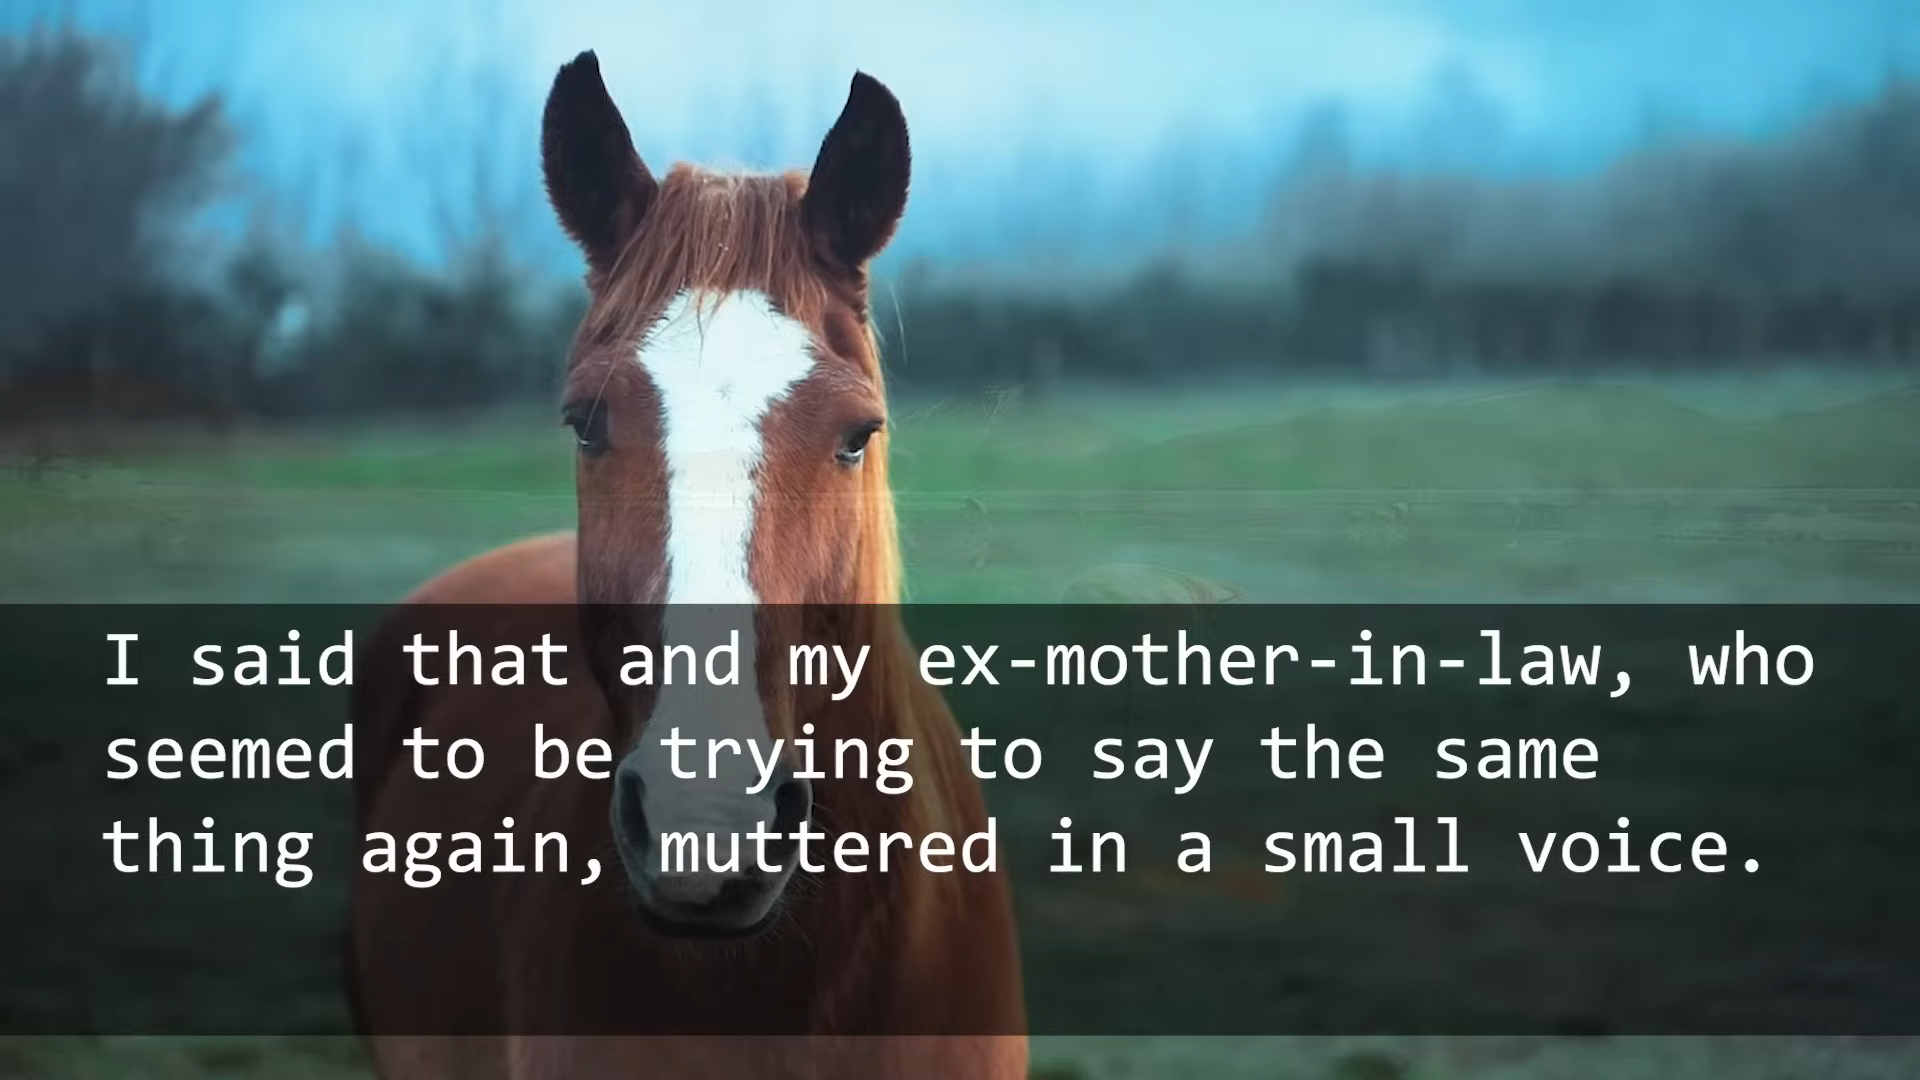 I said that and my ex-mother-in-law, who
seemed to be trying to say the same
thing again, muttered in a small voice.